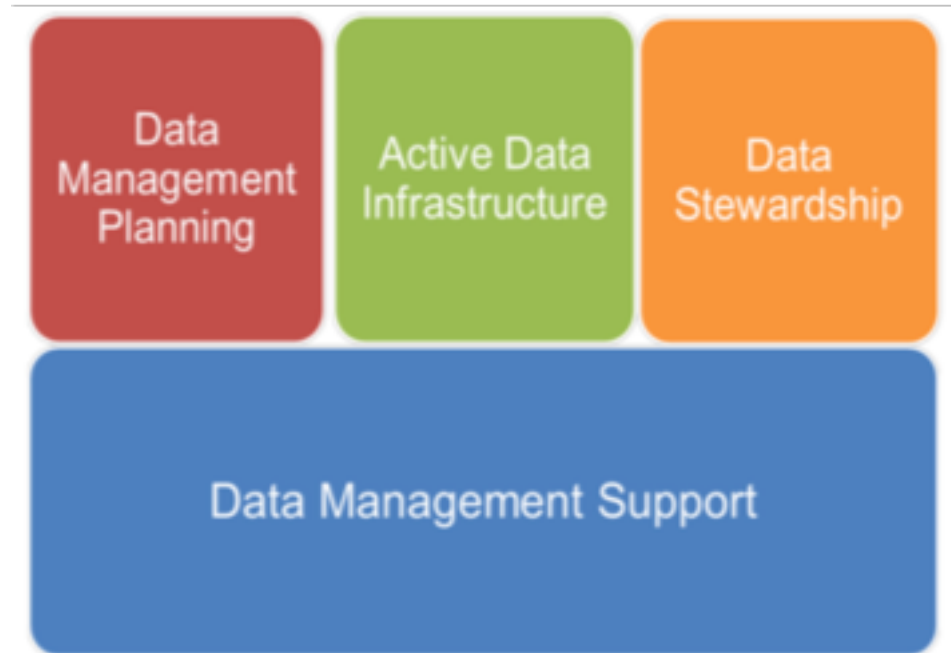 Data
Management
Planning
Active Data
Infrastructure
Data
Stewardship
Data Management Support